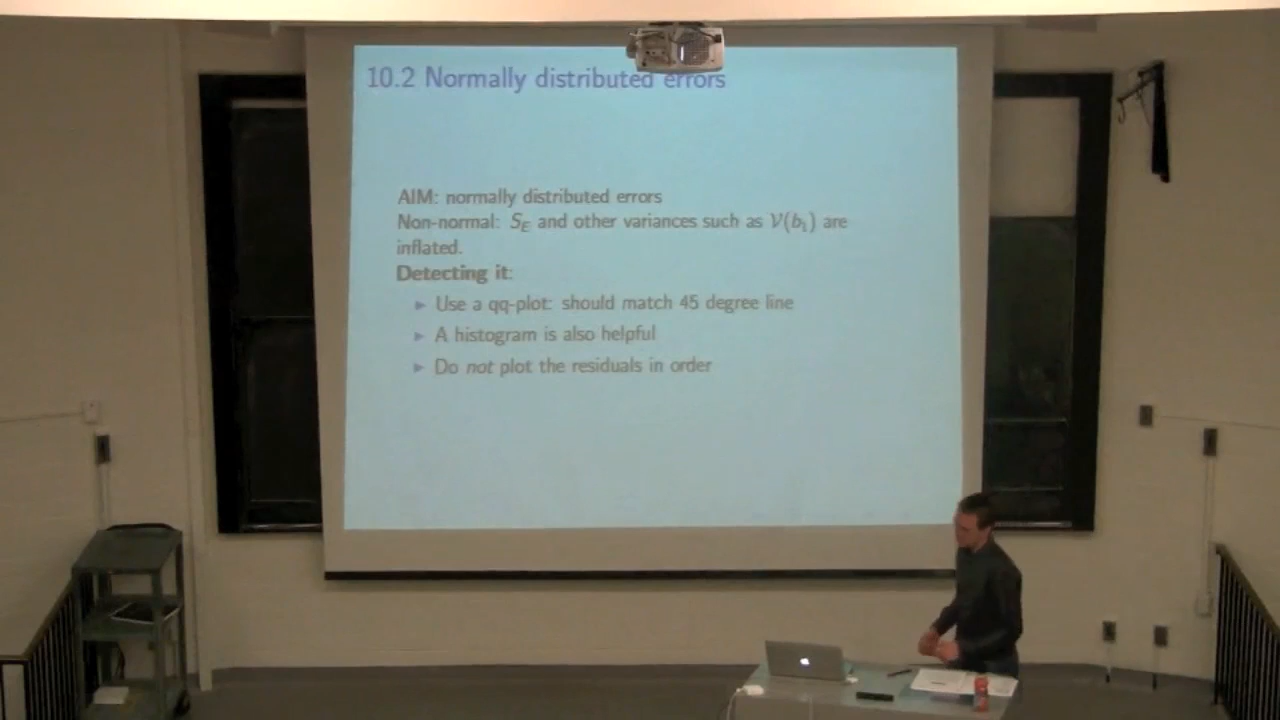 10.2 Normally distributed errors
AIM: normally distributed errors
Non-normal: S_E and other variances such as 𝒱(b₁) are
inflated.
Detecting it:
► Use a qq-plot: should match 45 degree line
► A histogram is also helpful
► Do not plot the residuals in order